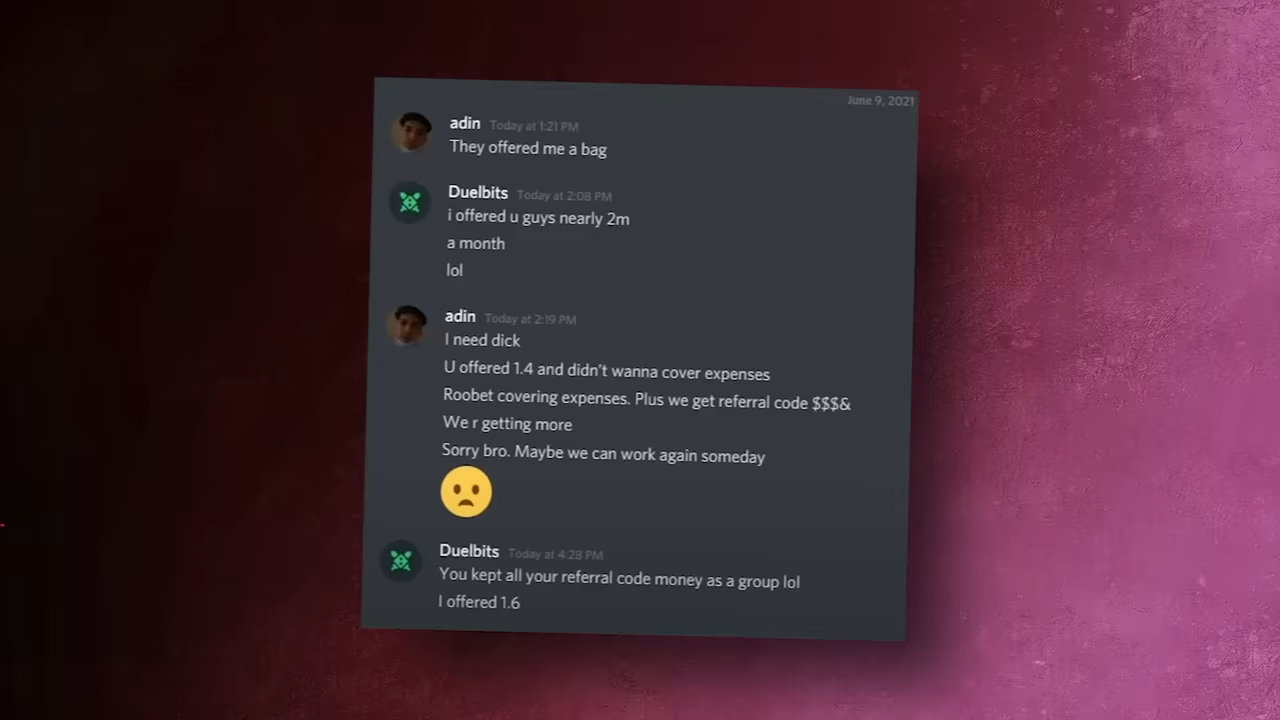 June 9, 2021
adin Today at 1:21 PM
They offered me a bag
Duelbits Today at 2:08 PM
i offered u guys nearly 2m
a month
lol
adin Today at 2:19 PM
I need dick
U offered 1.4 and didn't wanna cover expenses
Roobet covering expenses. Plus we get referral code $$$&
We r getting more
Sorry bro. Maybe we can work again someday
Duelbits Today at 4:28 PM
You kept all your referral code money as a group lol
I offered 1.6